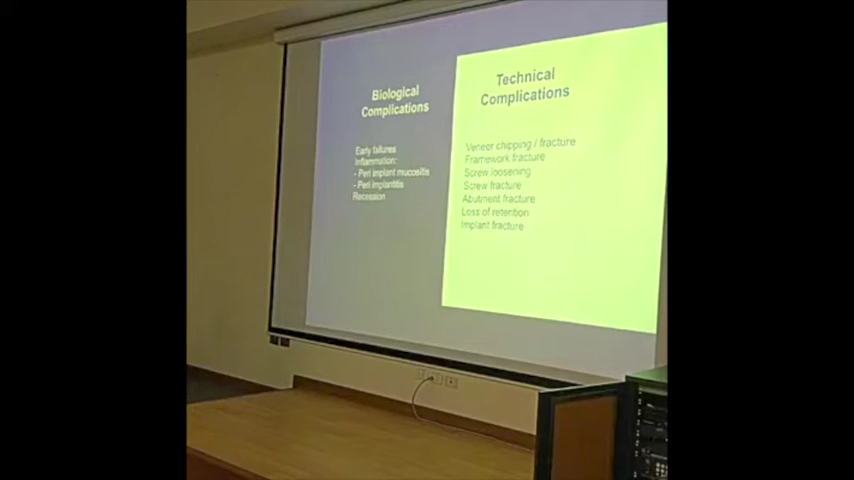 Biological
Complications
Early failures
Inflammation:
- Peri implant mucositis
- Peri implantitis
Recession
Technical
Complications
Veneer chipping / fracture
Framework fracture
Screw loosening
Screw fracture
Abutment fracture
Loss of retention
Implant fracture